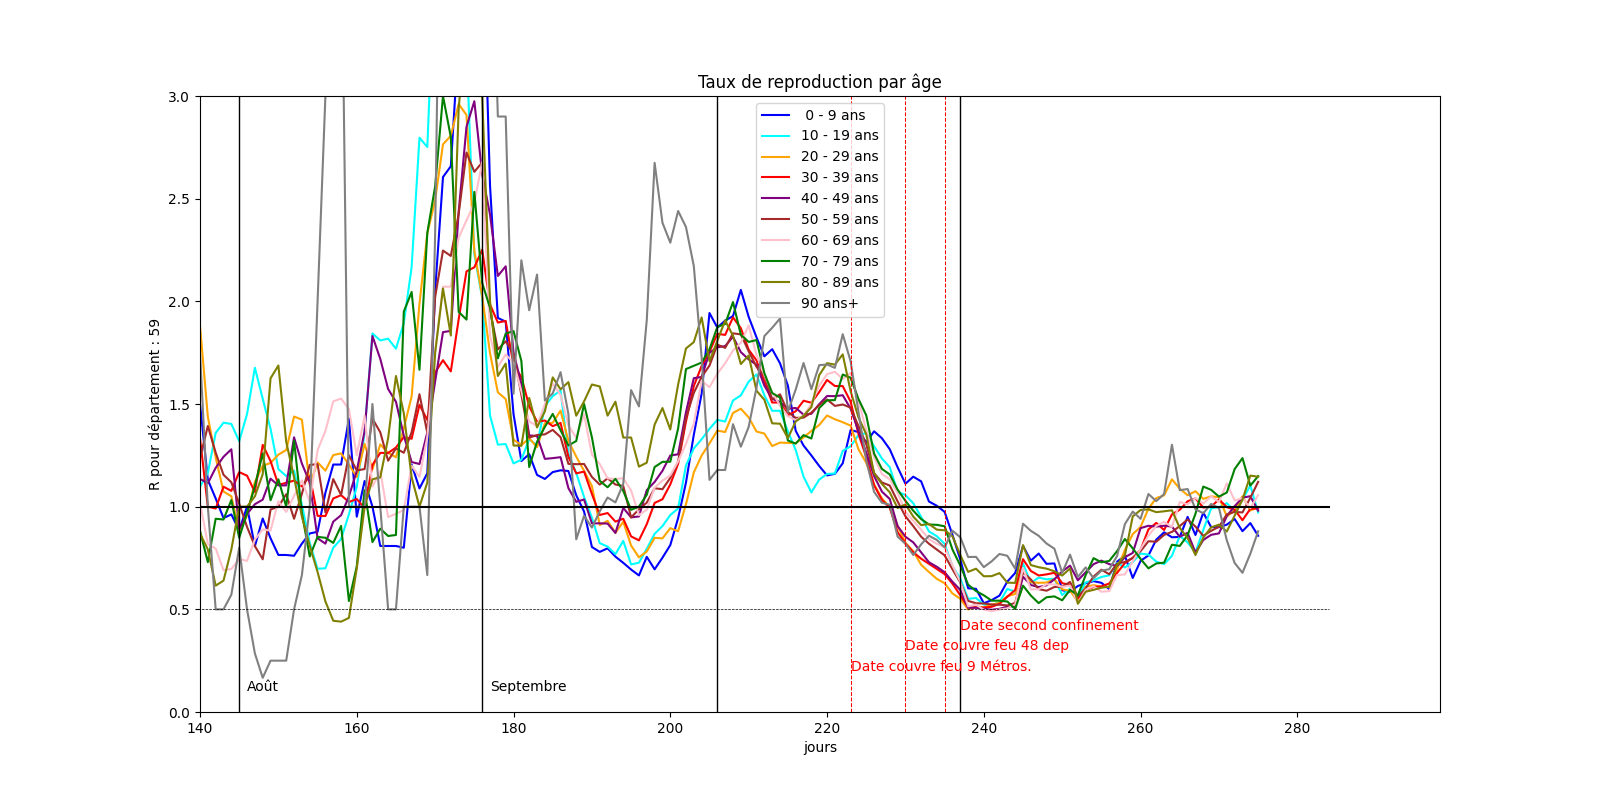 Taux de reproduction par âge
R pour département : 59
3.0
2.5
2.0
1.5
1.0
0.5
0.0
0 - 9 ans
10 - 19 ans
20 - 29 ans
30 - 39 ans
40 - 49 ans
50 - 59 ans
60 - 69 ans
70 - 79 ans
80 - 89 ans
90 ans+
Date second confinement
Date couvre feu 48 dep
Date couvre feu 9 Métros.
Août
Septembre
140
160
180
200
220
240
260
280
jours